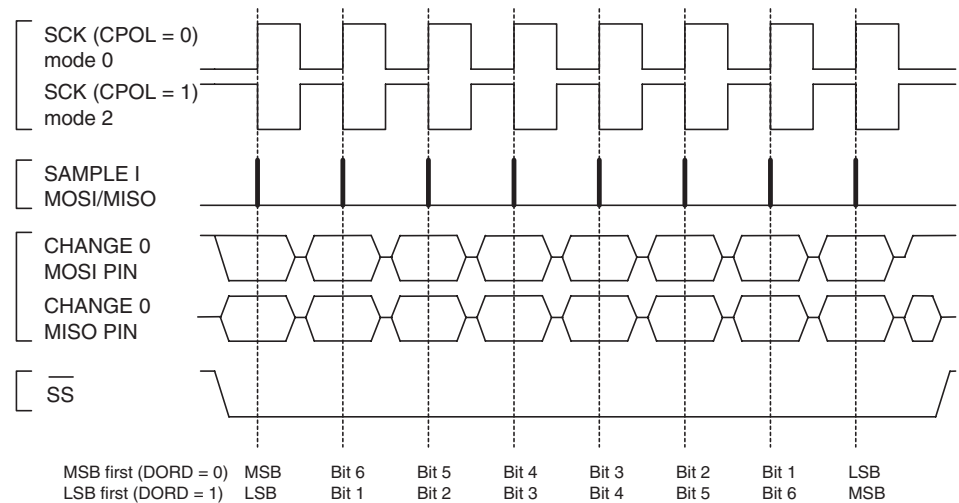 SCK (CPOL = 0)
mode 0
SCK (CPOL = 1)
mode 2
SAMPLE I
MOSI/MISO
CHANGE 0
MOSI PIN
CHANGE 0
MISO PIN
SS
MSB first (DORD = 0) MSB Bit 6 Bit 5 Bit 4 Bit 3 Bit 2 Bit 1 LSB
LSB first (DORD = 1) LSB Bit 1 Bit 2 Bit 3 Bit 4 Bit 5 Bit 6 MSB